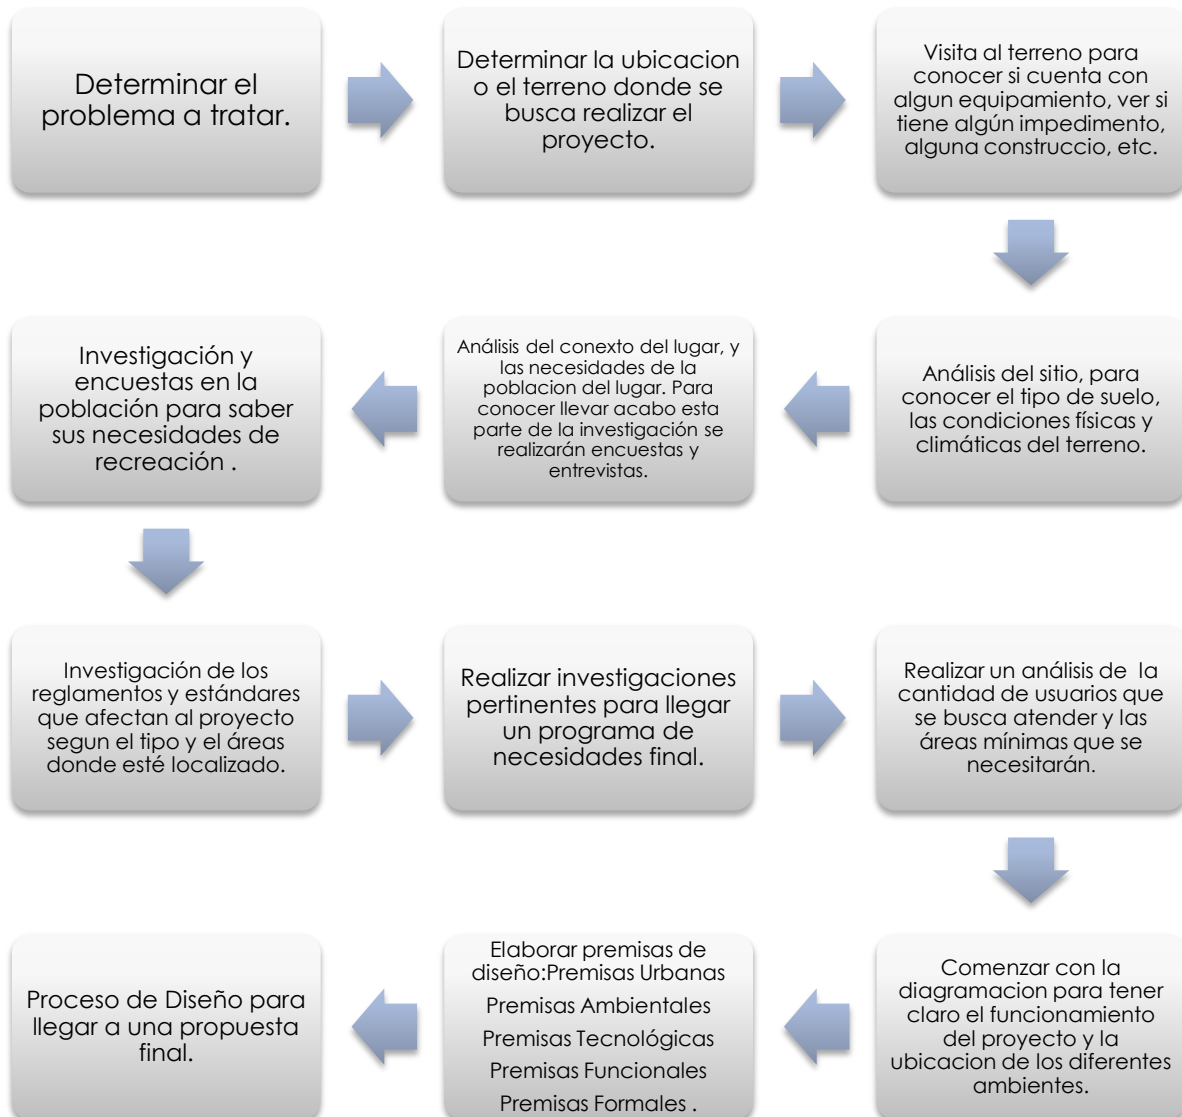 Determinar el
problema a tratar.
Determinar la ubicacion
o el terreno donde se
busca realizar el
proyecto.
Visita al terreno para
conocer si cuenta con
algun equipamiento, ver si
tiene algún impedimento,
alguna construccio, etc.
Análisis del sitio, para
conocer el tipo de suelo,
las condiciones físicas y
climáticas del terreno.
Análisis del conexto del lugar, y
las necesidades de la
poblacion del lugar. Para
conocer llevar acabo esta
parte de la investigación se
realizarán encuestas y
entrevistas.
Investigación y
encuestas en la
población para saber
sus necesidades de
recreación .
Investigación de los
reglamentos y estándares
que afectan al proyecto
segun el tipo y el áreas
donde esté localizado.
Realizar investigaciones
pertinentes para llegar
un programa de
necesidades final.
Realizar un análisis de  la
cantidad de usuarios que
se busca atender y las
áreas mínimas que se
necesitarán.
Comenzar con la
diagramacion para tener
claro el funcionamiento
del proyecto y la
ubicacion de los diferentes
ambientes.
Elaborar premisas de
diseño:Premisas Urbanas
Premisas Ambientales
Premisas Tecnológicas
Premisas Funcionales
Premisas Formales .
Proceso de Diseño para
llegar a una propuesta
final.